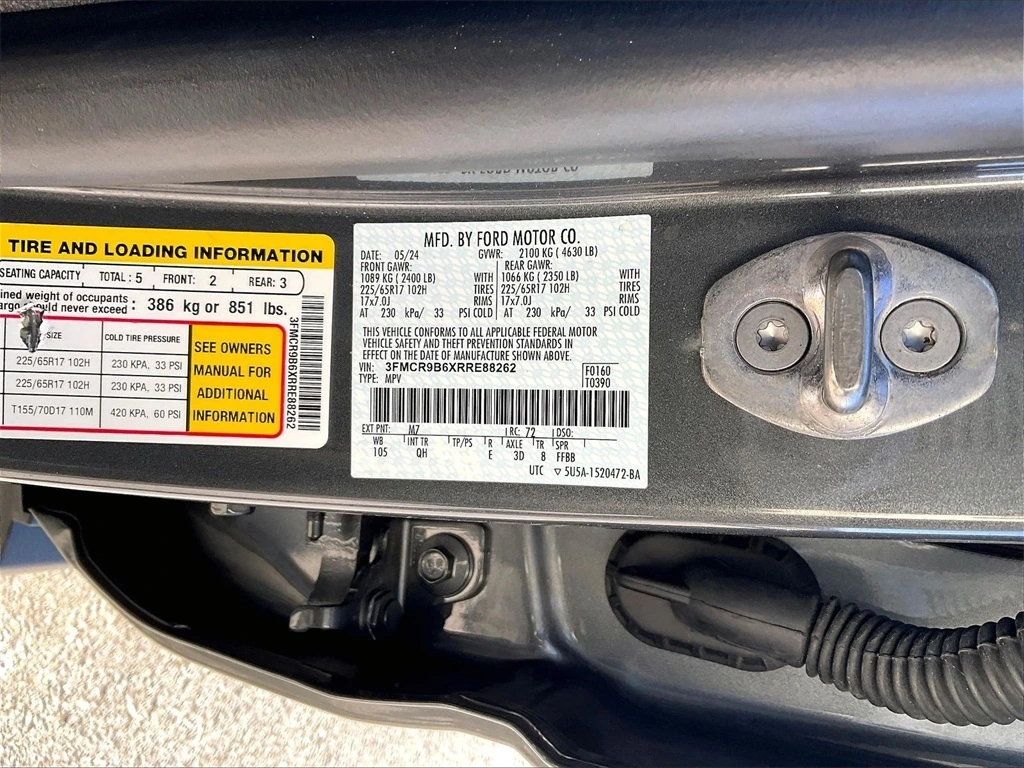 TIRE AND LOADING INFORMATION
SEATING CAPACITY TOTAL : 5 FRONT: 2 REAR: 3
weight of occupants
never exceed : 386 kg or 851 lbs.
SIZE COLD TIRE PRESSURE
225/65R17 102H 230 KPA, 33 PSI
225/65R17 102H 230 KPA, 33 PSI
T155/70D17 110M 420 KPA, 60 PSI
SEE OWNERS
MANUAL FOR
ADDITIONAL
INFORMATION
3FMCR9B6XRRE88262
MFD. BY FORD MOTOR CO.
DATE: 05/24 GVWR: 2100 KG ( 4630 LB)
FRONT GAWR: REAR GAWR:
1089 KG ( 2400 LB) WITH 1066 KG ( 2350 LB) WITH
225/65R17 102H TIRES 225/65R17 102H TIRES
17x7.0J RIMS 17x7.0J RIMS
AT 230 kPa/ 33 PSI COLD AT 230 kPa/ 33 PSI COLD
THIS VEHICLE CONFORMS TO ALL APPLICABLE FEDERAL MOTOR
VEHICLE SAFETY AND THEFT PREVENTION STANDARDS IN
EFFECT ON THE DATE OF MANUFACTURE SHOWN ABOVE.
VIN: 3FMCR9B6XRRE88262 F0160
TYPE: MPV T0390
EXT PNT: M7 RC: 72 DSO:
WB INT TR TP/PS R AXLE TR SPR
105 QH E 3D 8 FFBB
UTC ▽ 5U5A-1520472-BA